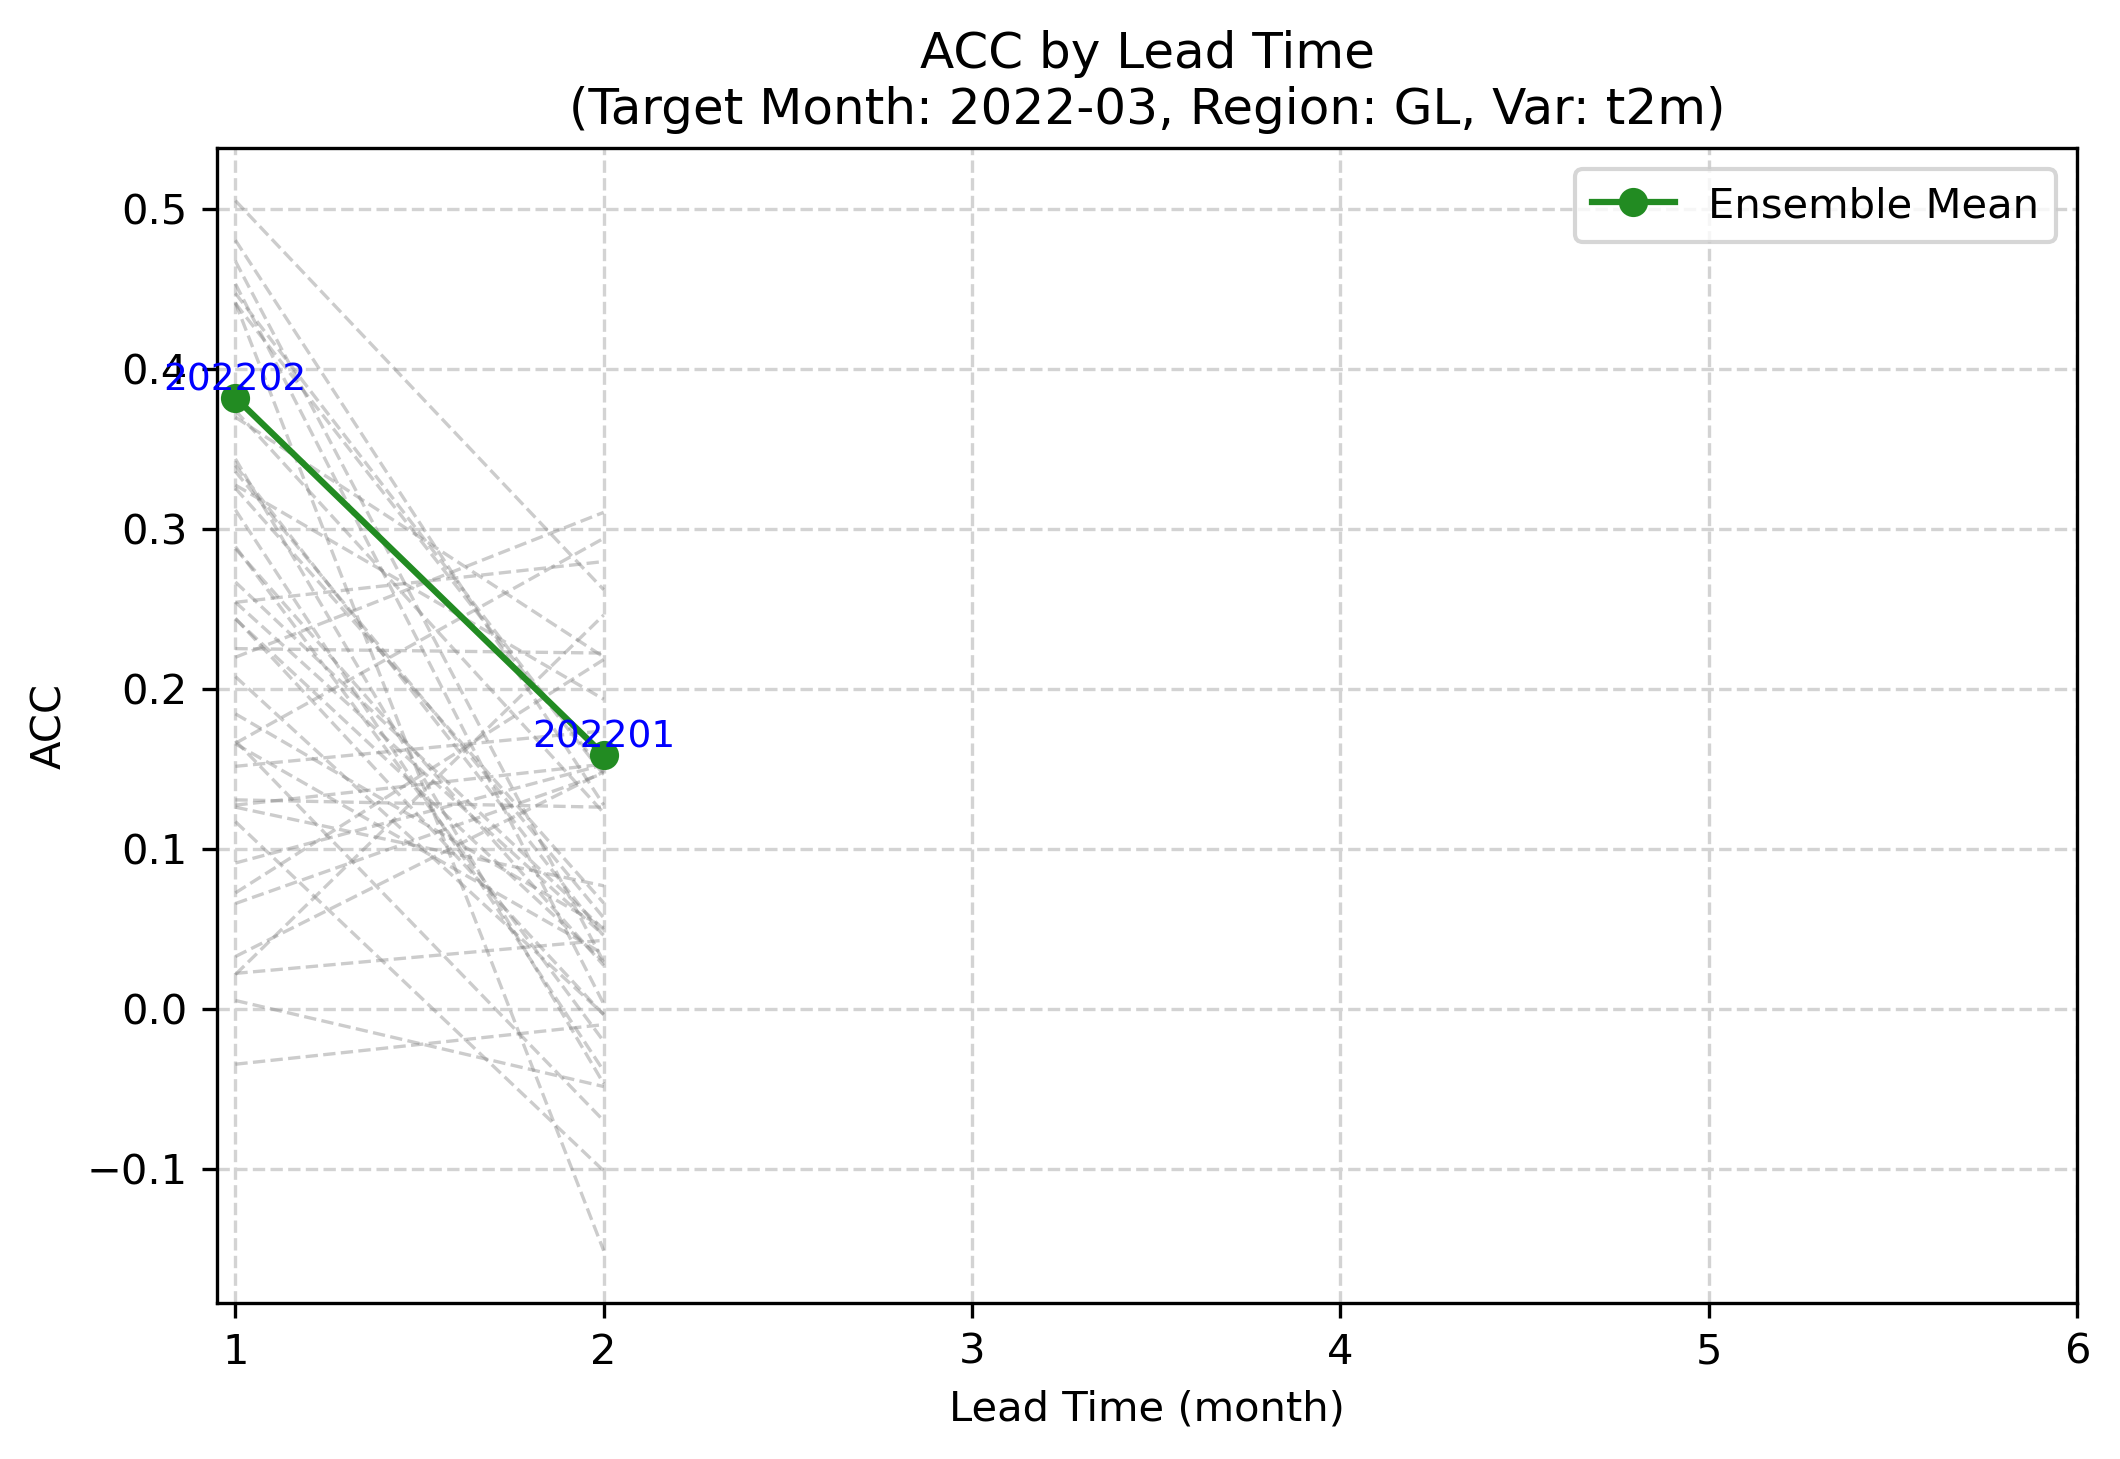 ACC by Lead Time
(Target Month: 2022-03, Region: GL, Var: t2m)
Ensemble Mean
0.5
0.4
0.3
0.2
0.1
0.0
−0.1
ACC
202202
202201
1 2 3 4 5 6
Lead Time (month)